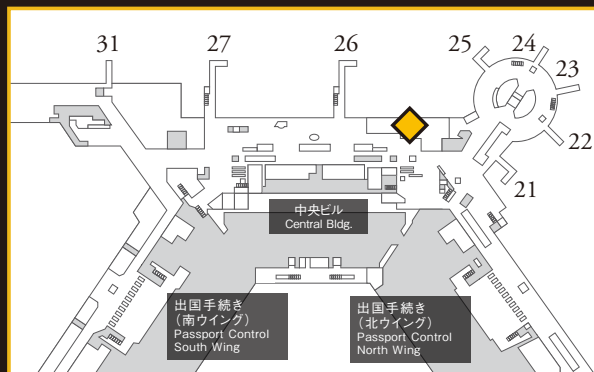 31
27
26
25
24
23
22
21
中央ビル
Central Bldg.
出国手続き
（南ウイング）
Passport Control
South Wing
出国手続き
（北ウイング）
Passport Control
North Wing